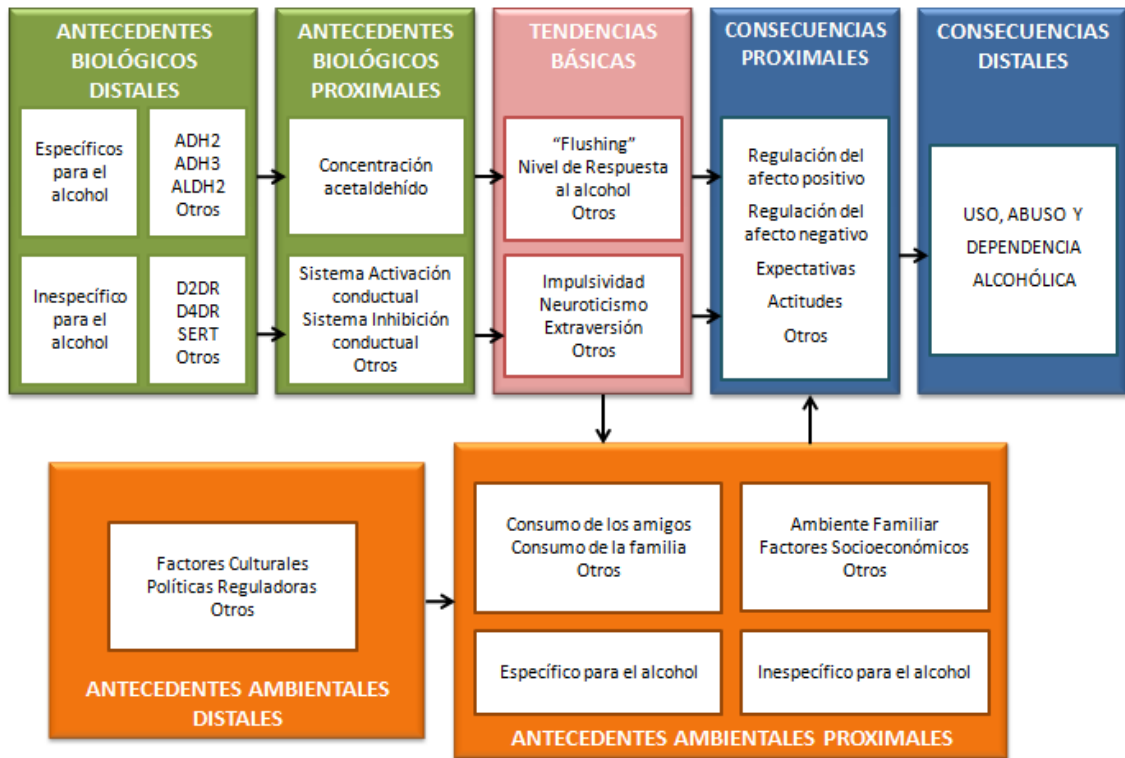 ANTECEDENTES
BIOLÓGICOS
DISTALES
Específicos
para el
alcohol
ADH2
ADH3
ALDH2
Otros
Inespecífico
para el
alcohol
D2DR
D4DR
SERT
Otros
ANTECEDENTES
BIOLÓGICOS
PROXIMALES
Concentración
acetaldehído
Sistema Activación
conductual
Sistema Inhibición
conductual
Otros
TENDENCIAS
BÁSICAS
“Flushing”
Nivel de Respuesta
al alcohol
Otros
Impulsividad
Neuroticismo
Extraversión
Otros
CONSECUENCIAS
PROXIMALES
Regulación del
afecto positivo
Regulación del
afecto negativo
Expectativas
Actitudes
Otros
CONSECUENCIAS
DISTALES
USO, ABUSO Y
DEPENDENCIA
ALCOHÓLICA
Factores Culturales
Políticas Reguladoras
Otros
ANTECEDENTES AMBIENTALES
DISTALES
Consumo de los amigos
Consumo de la familia
Otros
Ambiente Familiar
Factores Socioeconómicos
Otros
Específico para el alcohol
Inespecífico para el alcohol
ANTECEDENTES AMBIENTALES PROXIMALES